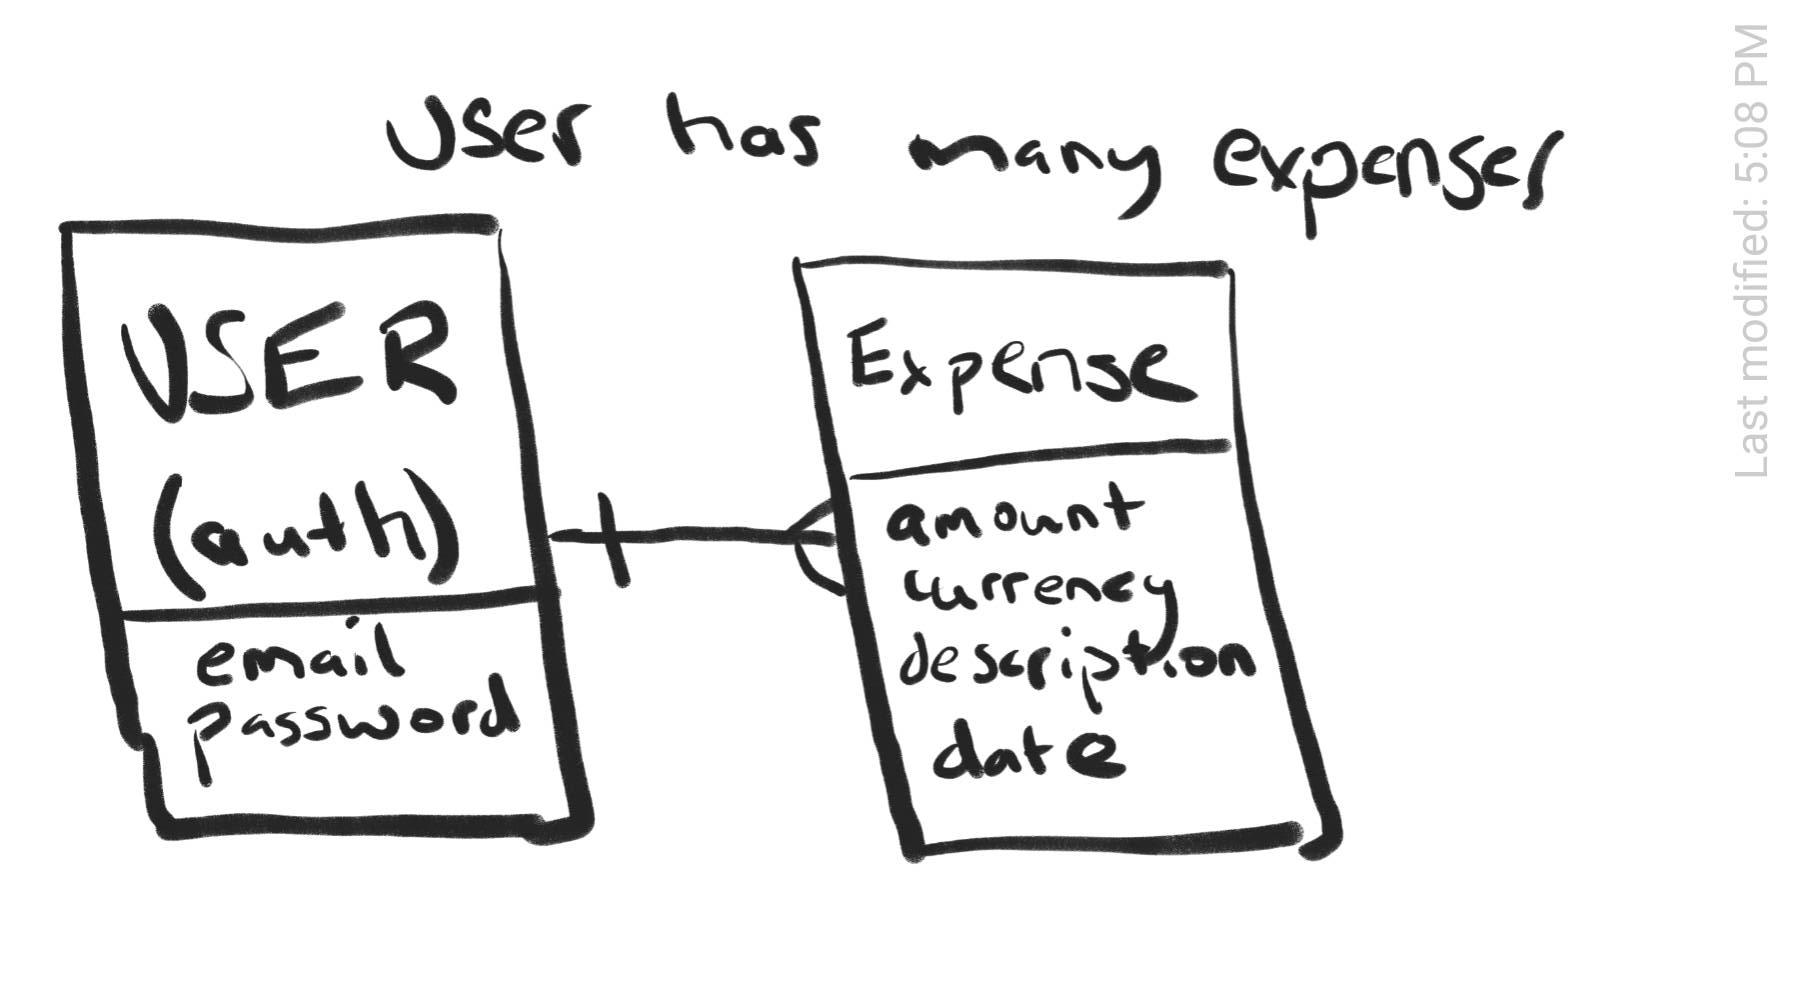 User has many expenses
USER
(auth)
email
password
Expense
amount
currency
description
date
Last modified: 5:08 PM